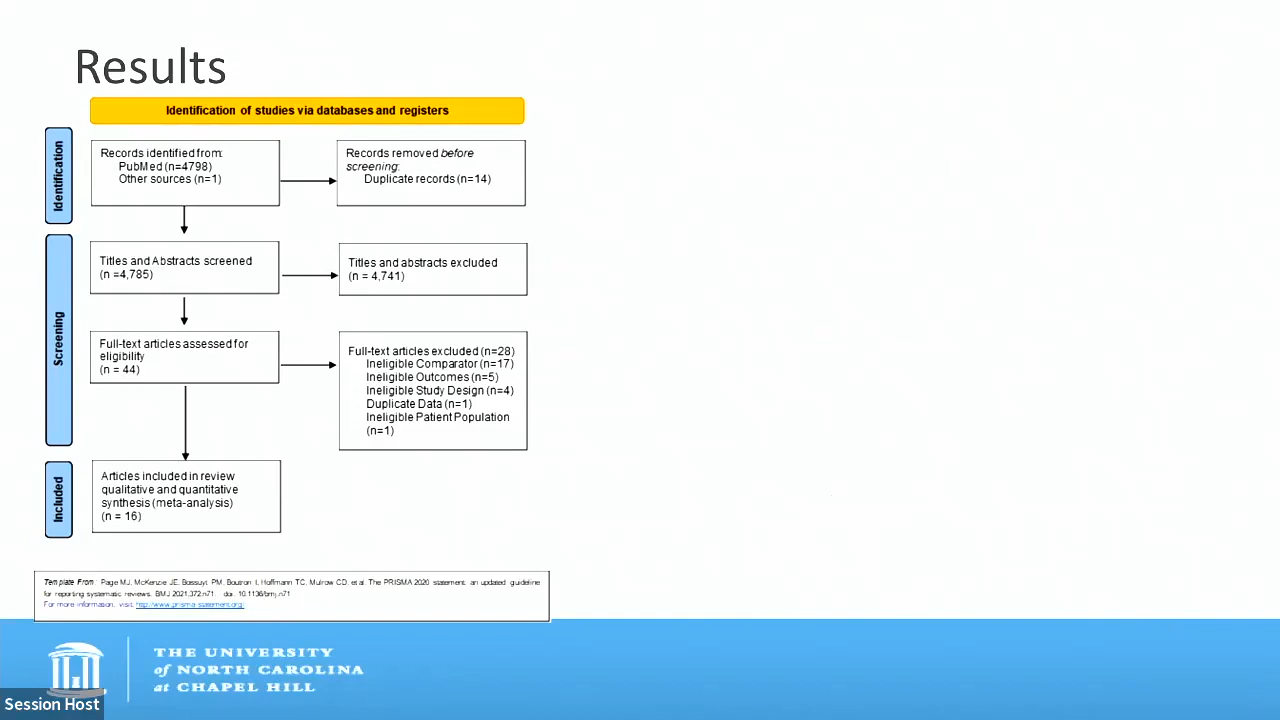 Results
Identification of studies via databases and registers
Identification
Records identified from:
PubMed (n=4798)
Other sources (n=1)
Records removed before
screening:
Duplicate records (n=14)
Screening
Titles and Abstracts screened
(n =4,785)
Titles and abstracts excluded
(n = 4,741)
Full-text articles assessed for
eligibility
(n = 44)
Full-text articles excluded (n=28)
Ineligible Comparator (n=17)
Ineligible Outcomes (n=5)
Ineligible Study Design (n=4)
Duplicate Data (n=1)
Ineligible Patient Population
(n=1)
Included
Articles included in review
qualitative and quantitative
synthesis (meta-analysis)
(n = 16)
Template From: Page MJ, McKenzie JE, Bossuyt PM, Boutron I, Hoffmann TC, Mulrow CD, et al. The PRISMA 2020 statement: an updated guideline
for reporting systematic reviews. BMJ 2021;372:n71. doi: 10.1136/bmj.n71
For more information, visit: http://www.prisma-statement.org/
THE UNIVERSITY
of NORTH CAROLINA
at CHAPEL HILL
Session Host